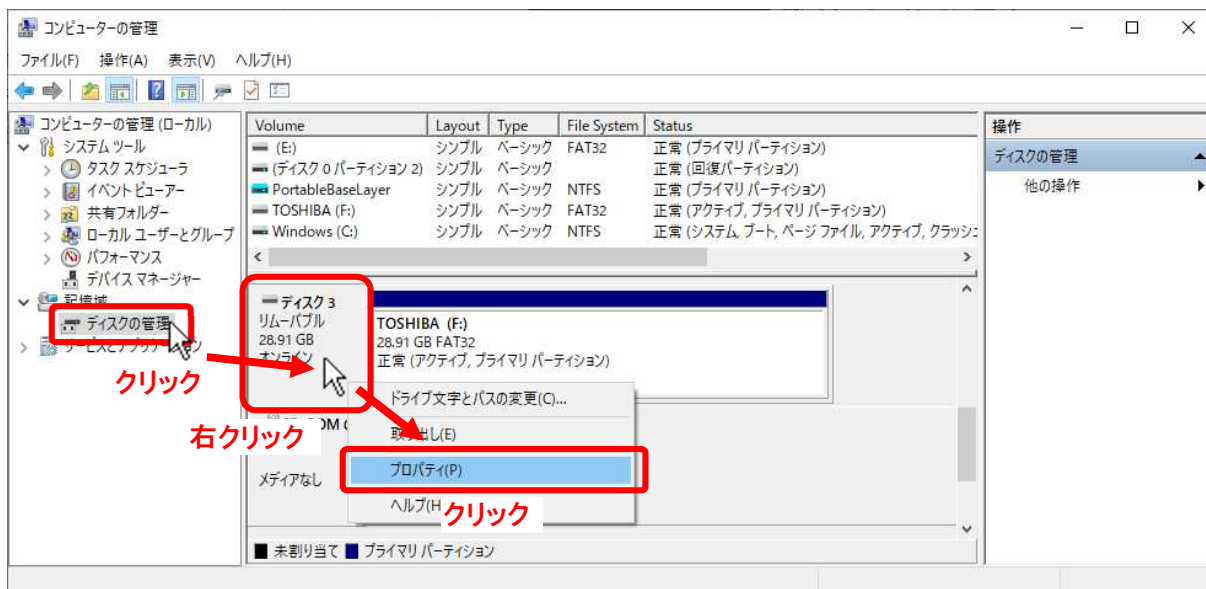 コンピューターの管理
ファイル(F) 操作(A) 表示(V) ヘルプ(H)
コンピューターの管理 (ローカル)
システム ツール
タスク スケジューラ
イベント ビューアー
共有フォルダー
ローカル ユーザーとグループ
パフォーマンス
デバイス マネージャー
記憶域
ディスクの管理
サービスとアプリケーション
クリック
Volume Layout Type File System Status
(E:) シンプル ベーシック FAT32 正常 (プライマリ パーティション)
(ディスク 0 パーティション 2) シンプル ベーシック 正常 (回復パーティション)
PortableBaseLayer シンプル ベーシック NTFS 正常 (プライマリ パーティション)
TOSHIBA (F:) シンプル ベーシック FAT32 正常 (アクティブ, プライマリ パーティション)
Windows (C:) シンプル ベーシック NTFS 正常 (システム, ブート, ページ ファイル, アクティブ, クラッシ
ディスク 3
リムーバブル
28.91 GB
オンライン
TOSHIBA (F:)
28.91 GB FAT32
正常 (アクティブ, プライマリ パーティション)
右クリック
メディアなし
ドライブ文字とパスの変更(C)...
取り出し(E)
プロパティ(P)
ヘルプ(H
クリック
未割り当て プライマリ パーティション
操作
ディスクの管理
他の操作